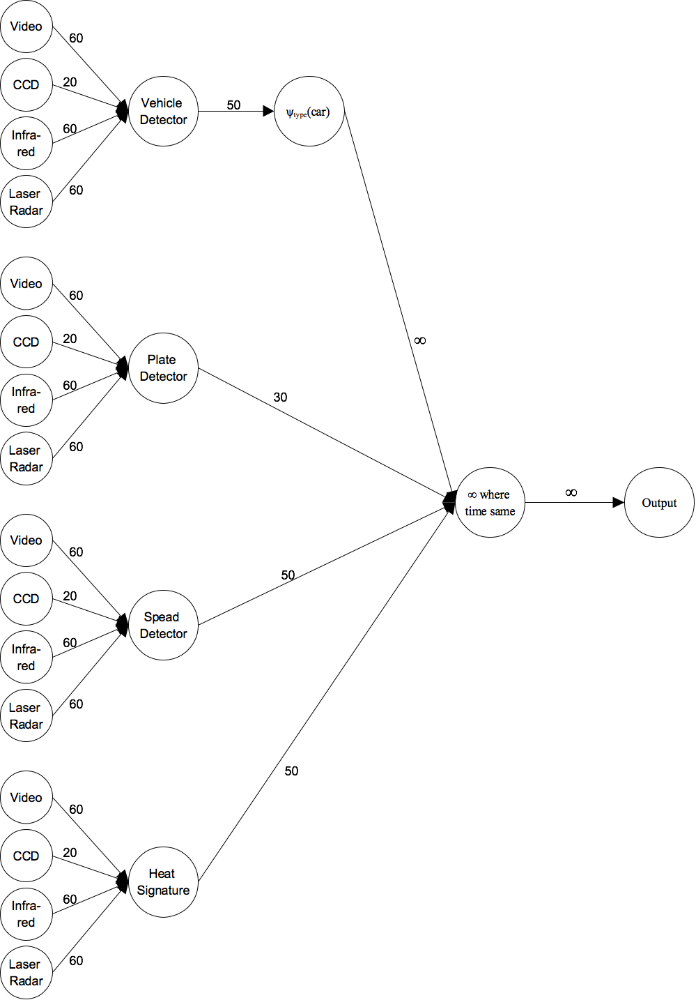 Video
60
CCD
20
Infra-
red
60
Laser
Radar
60
Vehicle
Detector
50
ψtype(car)
∞
Video
60
CCD
20
Infra-
red
60
Laser
Radar
60
Plate
Detector
30
Video
60
CCD
20
Infra-
red
60
Laser
Radar
60
Spead
Detector
50
Video
60
CCD
20
Infra-
red
60
Laser
Radar
60
Heat
Signature
50
∞ where
time same
∞
Output